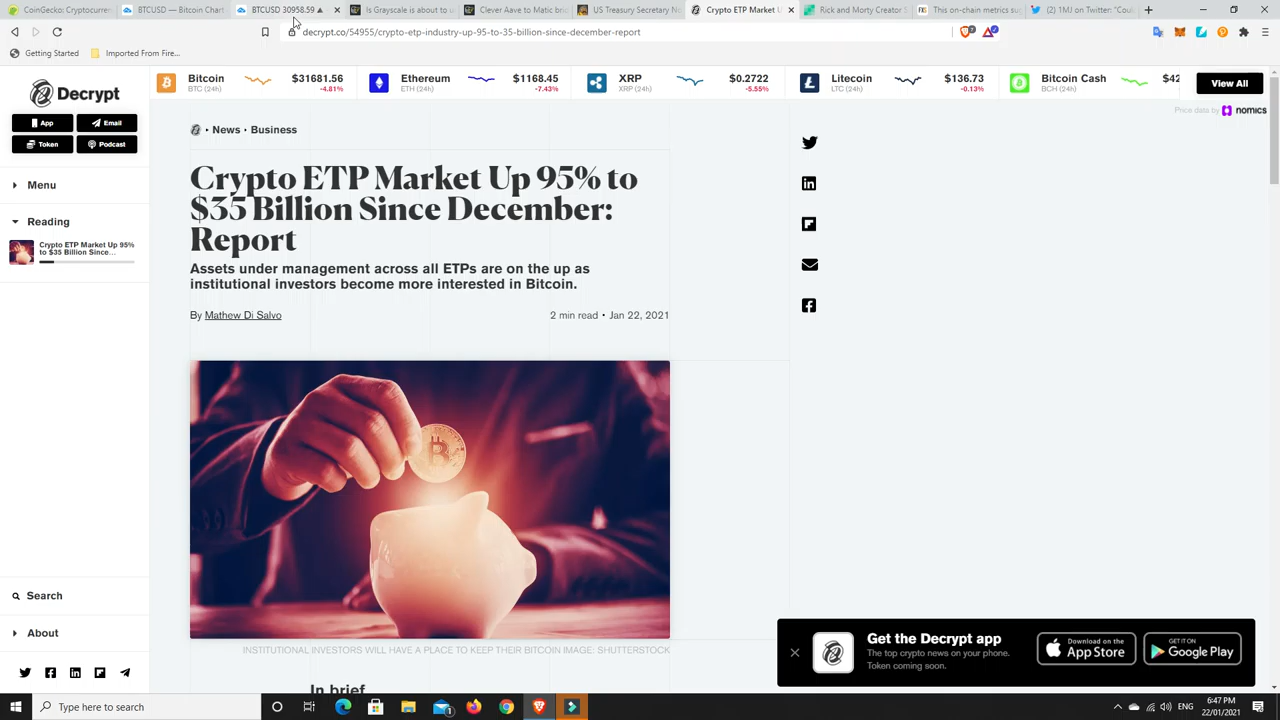 CoinGecko: Cryptocurren
BTCUSD — Bitcoin Chart
BTCUSD 30958.59 ▲
Is Grayscale is about to u
Clever Aave to Matic brid
US Treasury Secretary No
Crypto ETP Market U
Rick and Morty Creator S
This on-chain metrics sug
(2) 1MJ on Twitter: "Coul
decrypt.co/54955/crypto-etp-industry-up-95-to-35-billion-since-december-report
Getting Started
Imported From Fire...
Decrypt
App
Email
Token
Podcast
Menu
Reading
Crypto ETP Market Up 95%
to $35 Billion Since...
Search
About
Bitcoin $31681.56
BTC (24h) -4.81%
Ethereum $1168.45
ETH (24h) -7.43%
XRP $0.2722
XRP (24h) -5.55%
Litecoin $136.73
LTC (24h) -0.13%
Bitcoin Cash $42
BCH (24h)
View All
Price data by nomics
• News • Business
Crypto ETP Market Up 95% to
$35 Billion Since December:
Report
Assets under management across all ETPs are on the up as
institutional investors become more interested in Bitcoin.
By Mathew Di Salvo
2 min read • Jan 22, 2021
INSTITUTIONAL INVESTORS WILL HAVE A PLACE TO KEEP THEIR BITCOIN IMAGE: SHUTTERSTOCK
In brief
Get the Decrypt app
The top crypto news on your phone.
Token coming soon.
Download on the
App Store
GET IT ON
Google Play
Type here to search
ENG
6:47 PM
22/01/2021